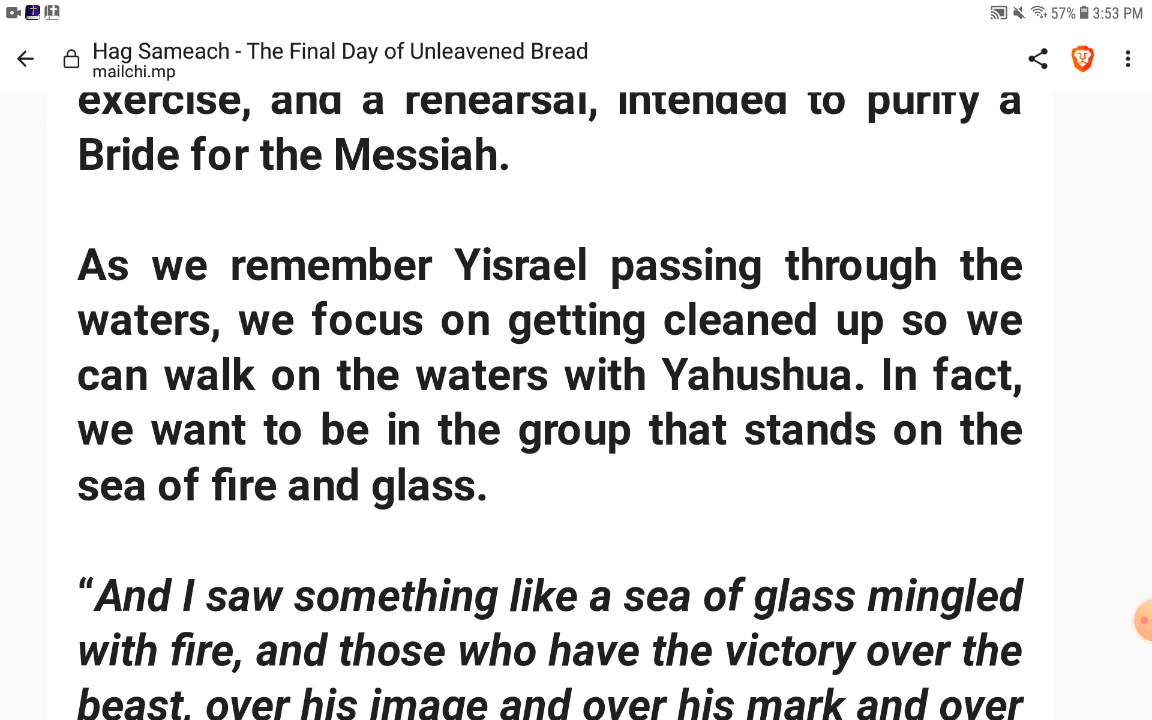 57% 3:53 PM
Hag Sameach - The Final Day of Unleavened Bread
mailchi.mp
exercise, and a rehearsal, intended to purify a
Bride for the Messiah.
As we remember Yisrael passing through the
waters, we focus on getting cleaned up so we
can walk on the waters with Yahushua. In fact,
we want to be in the group that stands on the
sea of fire and glass.
“And I saw something like a sea of glass mingled
with fire, and those who have the victory over the
beast, over his image and over his mark and over